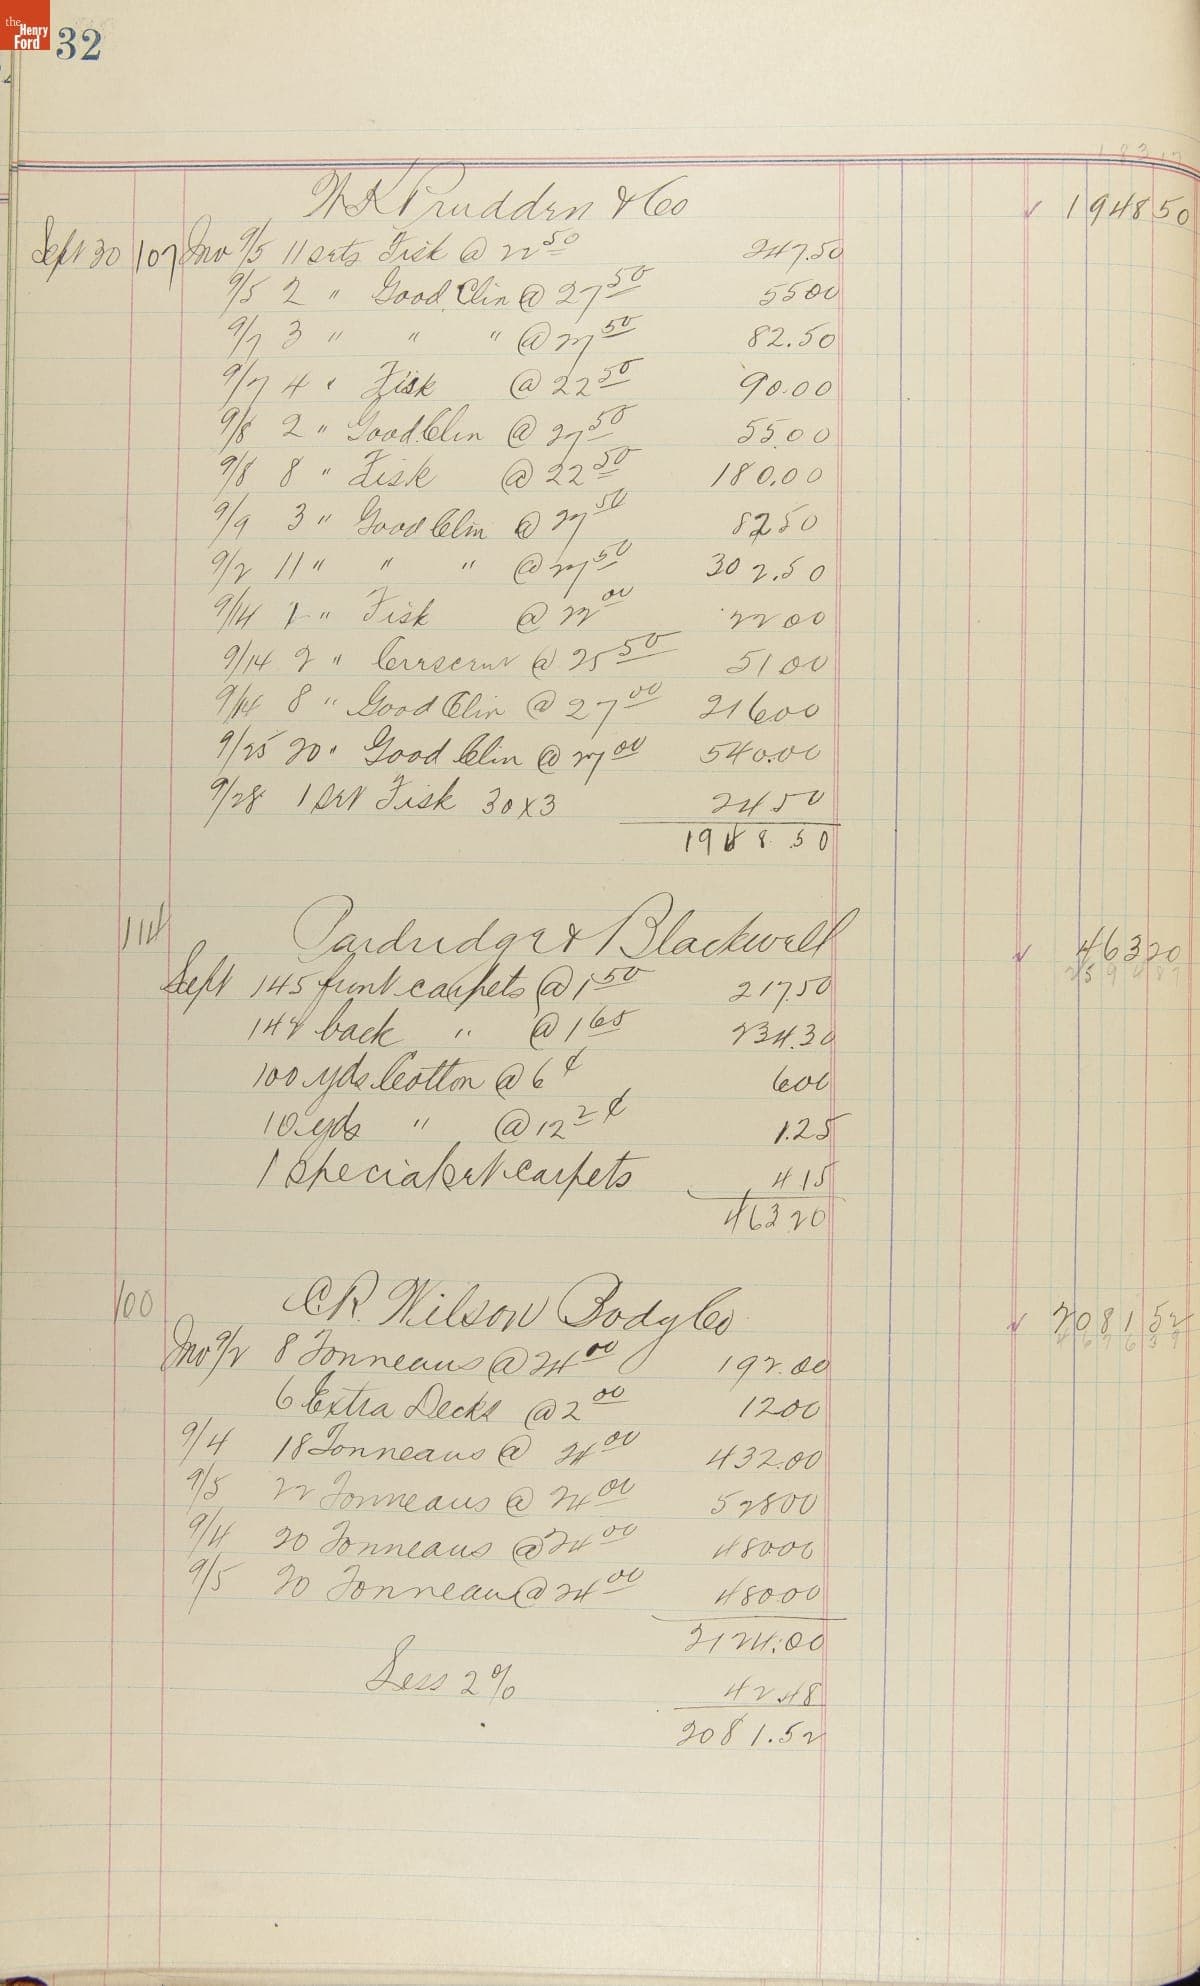 the Henry Ford
32
W K Prudden & Co 1948 50
Sept 30 107 Inv 9/5 11 sets Fisk @ 22 50 247.50
9/5 2 " Good. Clin @ 27 50 55 00
9/7 3 " " " @ 27 50 82.50
9/7 4 " Fisk @ 22 50 90.00
9/8 2 " Good. Clin @ 27 50 55 00
9/8 8 " Fisk @ 22 50 180.00
9/9 3 " Good Clin @ 27 50 82 50
9/2 11 " " " @ 27 50 302.50
9/14 1 " Fisk @ 22 00 22 00
9/14 2 " @ 25 50 51 00
9/14 8 " Good Clin @ 27 00 216 00
9/25 20 " Good Clin @ 27 00 540.00
9/28 1 set Fisk 30 x 3 24 50
1948.50
114 Pardridge & Blackwell 463 20
Sept 145 front carpets @ 1 50 217.50
142 back " @ 1 65 234.30
100 yds Cotton @ 6 ¢ 6 00
10 yds " @ 12 2 ¢ 1.25
1 special set carpets 4 15
463 20
100 C.R. Wilson Body Co 2081 52
Inv 9/2 8 Tonneaus @ 24 00 192.00
6 Extra Decks @ 2 00 12 00
9/4 18 Tonneaus @ 24 00 432.00
9/5 22 Tonneaus @ 24 00 528 00
9/4 20 Tonneaus @ 24 00 480 00
9/5 20 Tonneau @ 24 00 480.00
2124.00
Less 2% 42.48
2081.52